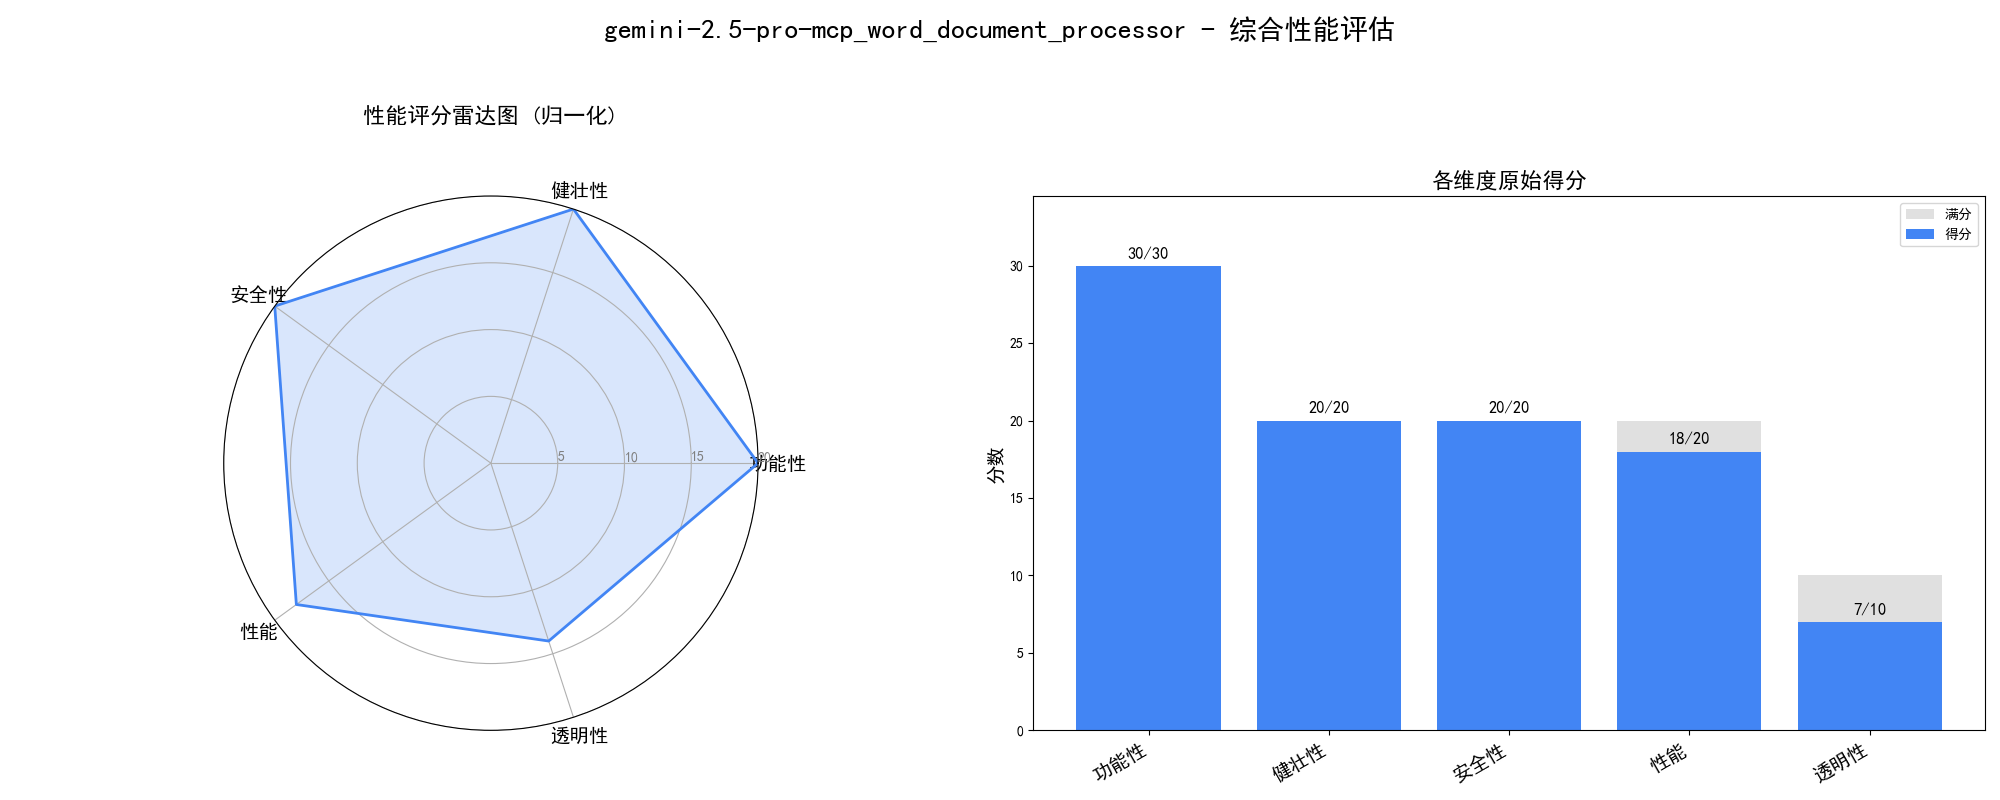 gemini-2.5-pro-mcp_word_document_processor - 综合性能评估
性能评分雷达图 (归一化)
健壮性
安全性
5
10
15
20
功能性
性能
透明性
各维度原始得分
满分
得分
30/30
20/20
20/20
18/20
7/10
分数
30
25
20
15
10
5
0
功能性
健壮性
安全性
性能
透明性